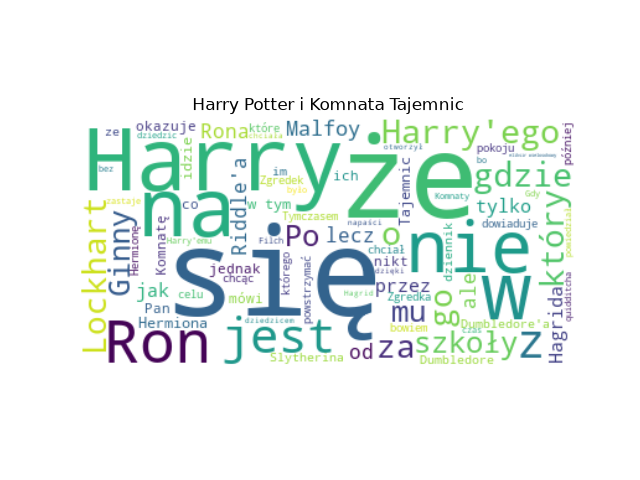 Harry Potter i Komnata Tajemnic
ze okazuje Rona które Malfoy Harry'ego później
dziedzic chciała otworzył pokoju
Harry że idzie im ich bo gdzie
bez Zgredek było Tajemnic Komnaty Gdy
zastaje na co Riddle'a w tym tylko który
Lockhart Ginny Hermionę Komnatę Tymczasem napaści dowiaduje powiedział
Po lecz o dziennik nie
Harry'emu się Filch chciał dzięki
jednak którego powstrzymać nikt
chcąc przez ale w quidditcha
jak celu mówi Hagrid Zgredka go Hagrida
Pan mu
Hermiona dziedzicem bowiem czas Dumbledore'a
Ron jest od za szkoły z
Slytherina Dumbledore